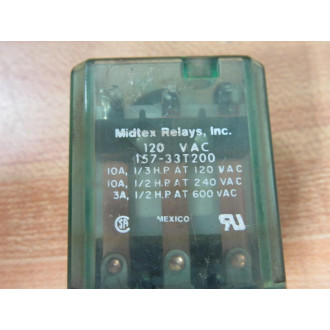 Midtex Relays, Inc.
120 VAC
157-33T200
10A, 1/3 H.P. AT 120 VAC
10A, 1/2 H.P. AT 240 VAC
3A, 1/2 H.P. AT 600 VAC
MEXICO